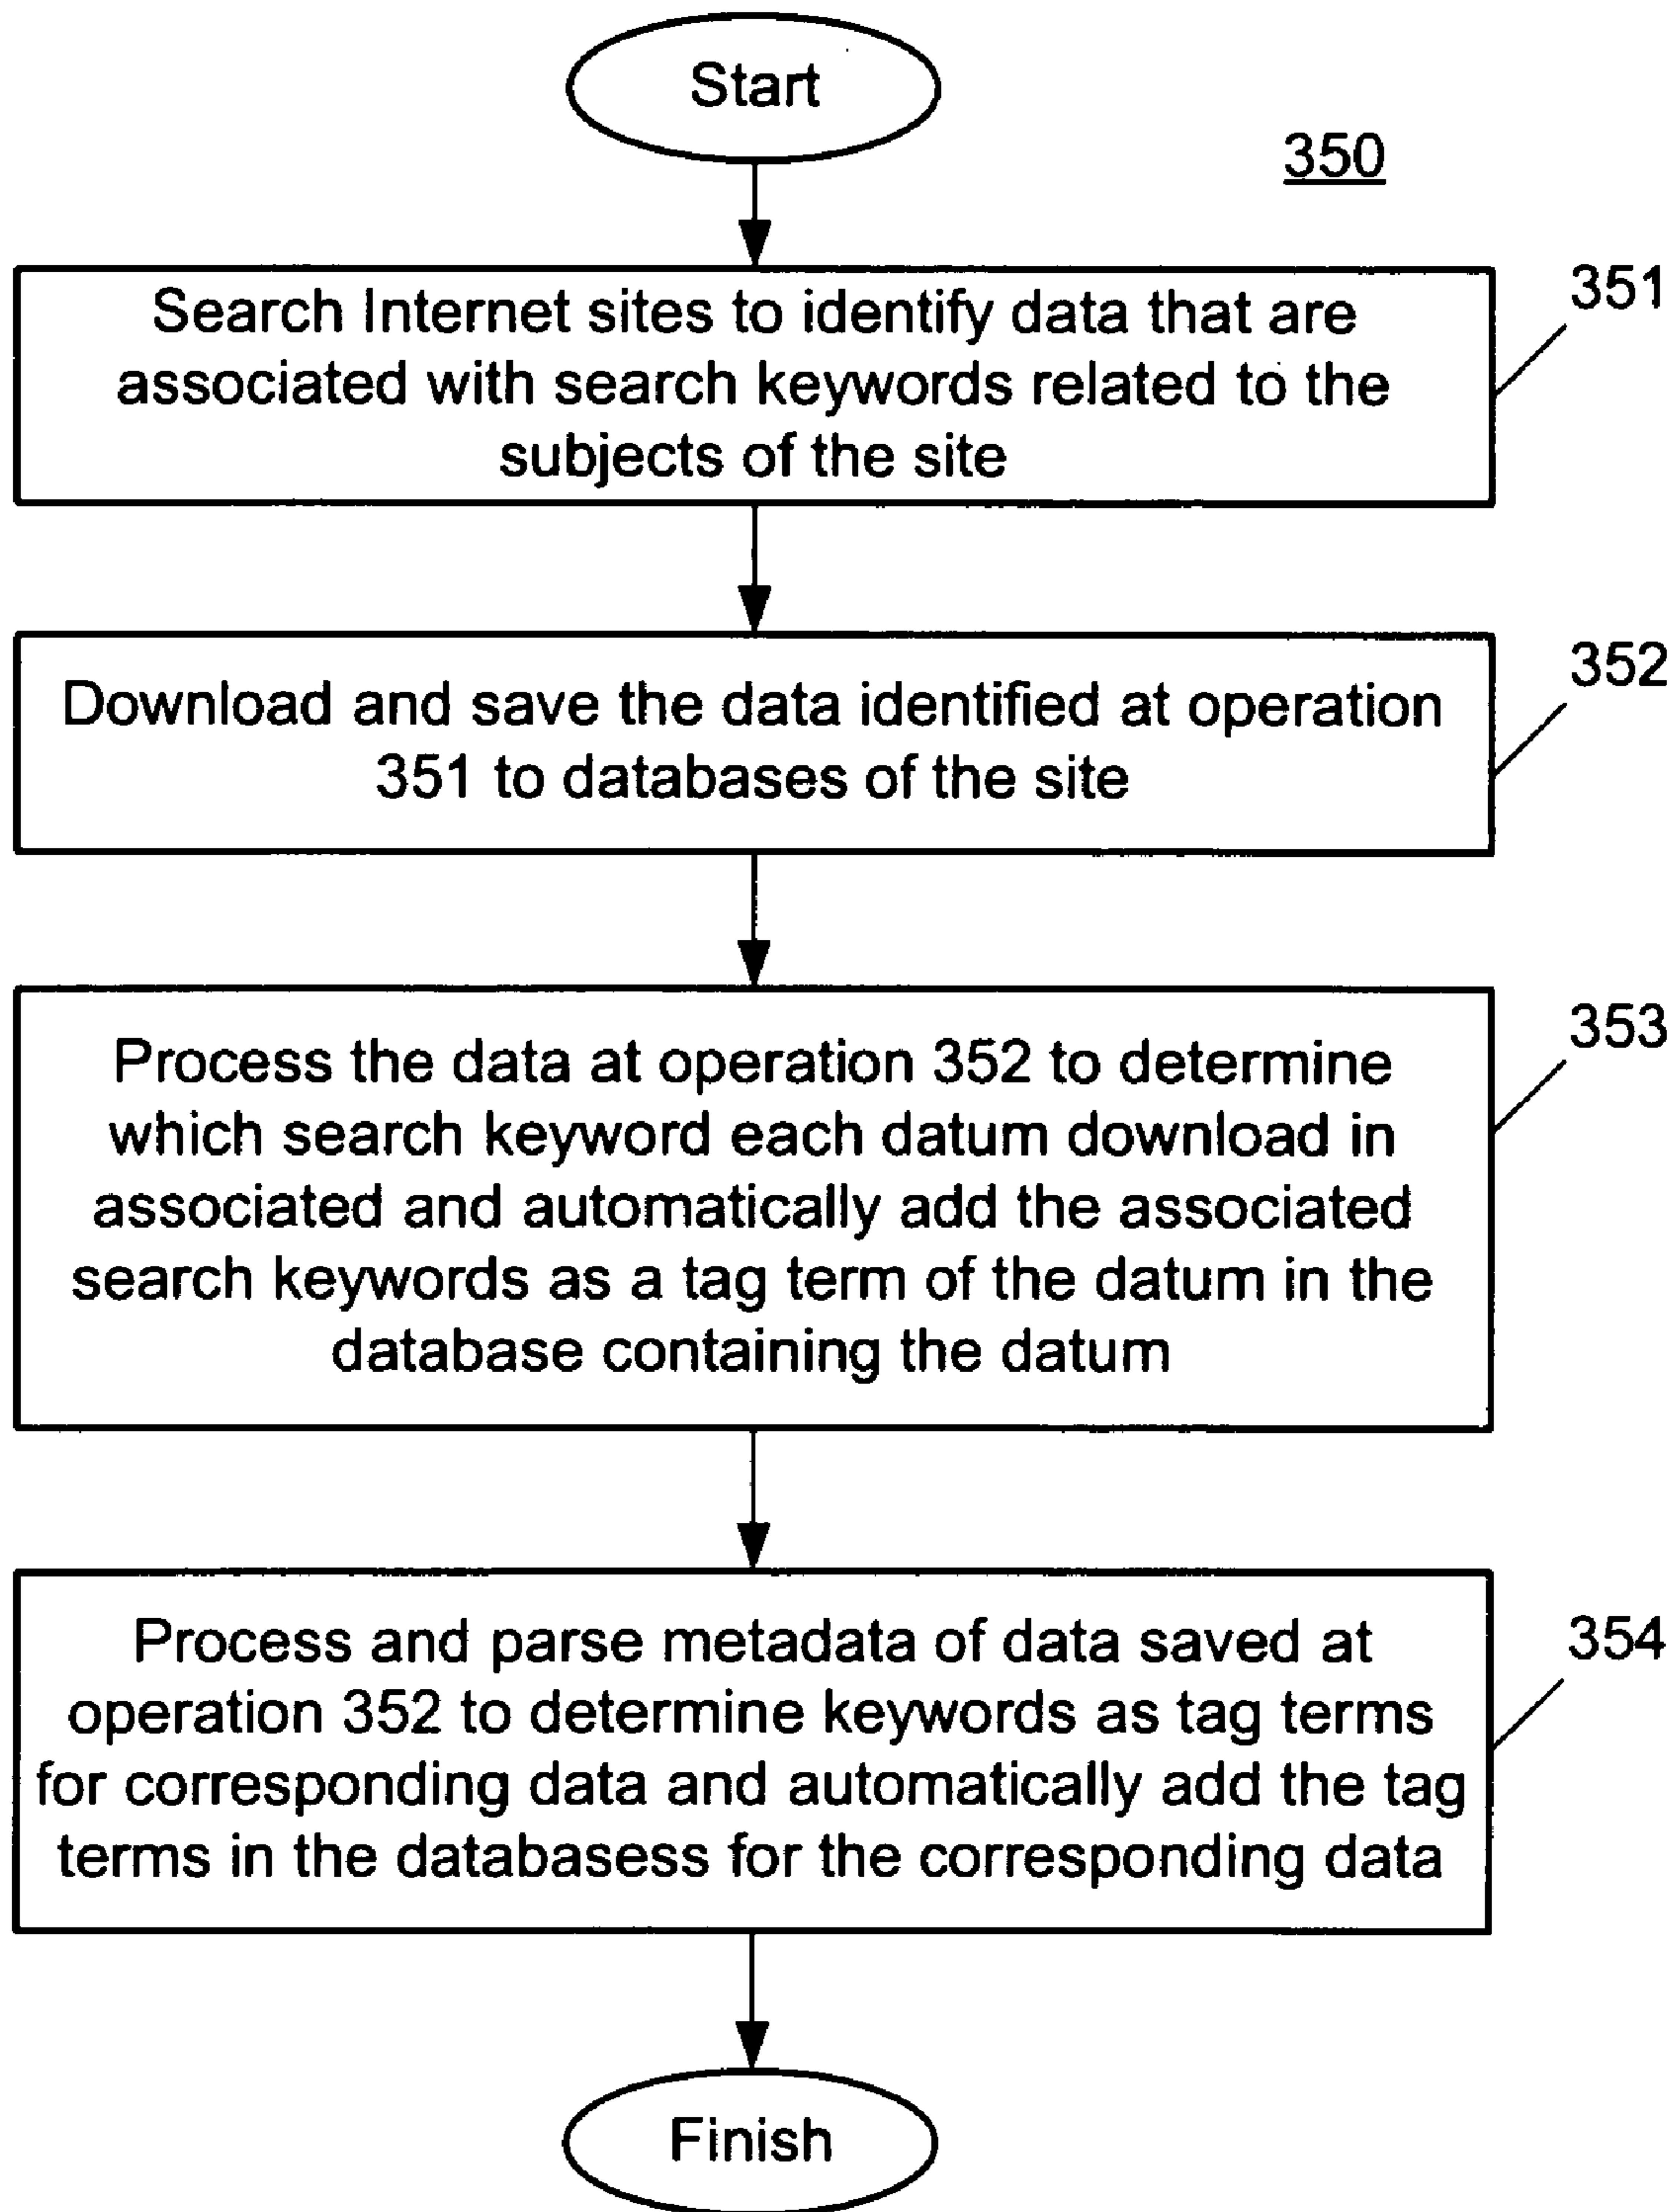 Start
350
Search Internet sites to identify data that are
associated with search keywords related to the
subjects of the site
351
Download and save the data identified at operation
351 to databases of the site
352
Process the data at operation 352 to determine
which search keyword each datum download in
associated and automatically add the associated
search keywords as a tag term of the datum in the
database containing the datum
353
Process and parse metadata of data saved at
operation 352 to determine keywords as tag terms
for corresponding data and automatically add the tag
terms in the databasess for the corresponding data
354
Finish